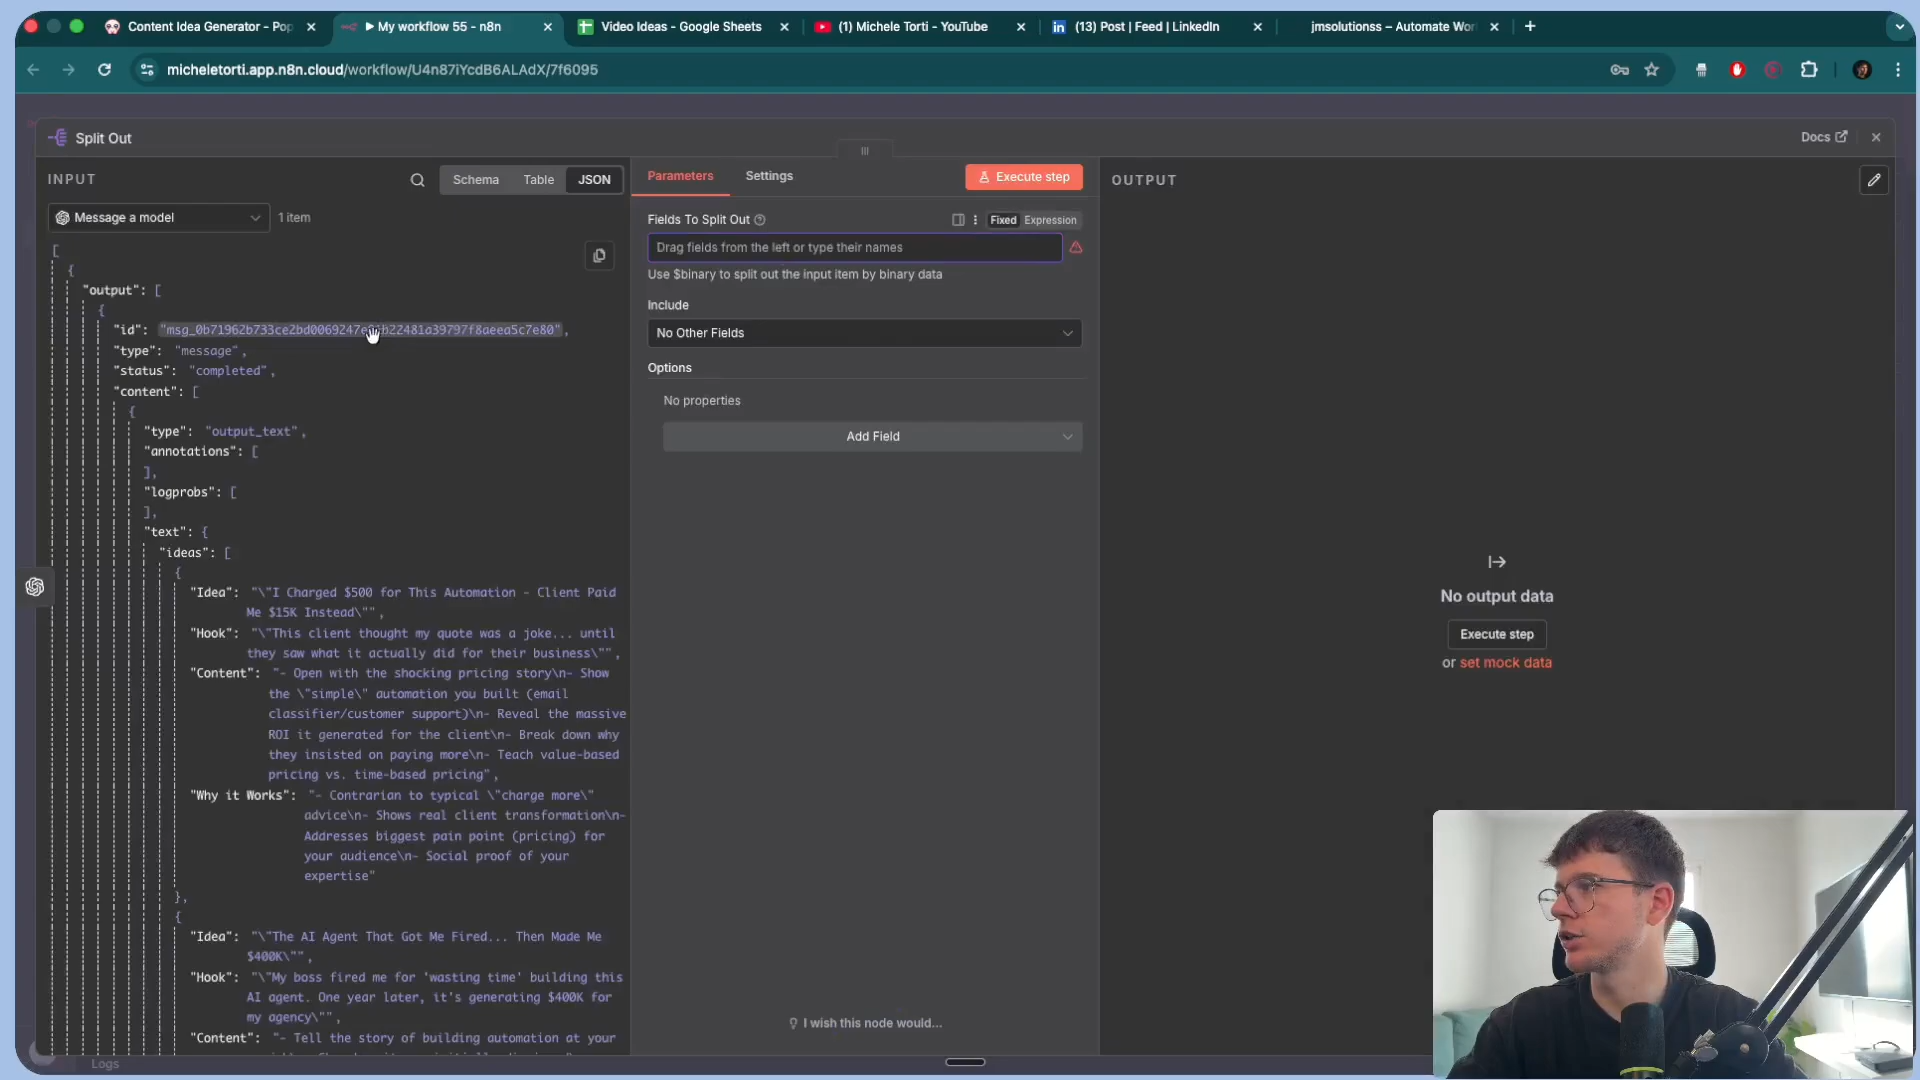 Content Idea Generator - Pop
My workflow 55 - n8n
Video Ideas - Google Sheets
(1) Michele Torti - YouTube
(13) Post | Feed | LinkedIn
jmsolutionss – Automate Wor
micheletorti.app.n8n.cloud/workflow/U4n87iYcdB6ALAdX/7f6095
Split Out
Docs
INPUT
Schema
Table
JSON
Parameters
Settings
Execute step
OUTPUT
Message a model
1 item
Fields To Split Out
Fixed
Expression
Drag fields from the left or type their names
Use $binary to split out the input item by binary data
Include
No Other Fields
Options
No properties
Add Field
[
{
"output": [
{
"id": 
"type": "message",
"status": "completed",
"content": [
{
"type": "output_text",
"annotations": [
],
"logprobs": [
],
"text": {
"ideas": [
{
"Idea": "\"I Charged $500 for This Automation - Client Paid
Me $15K Instead\"",
"Hook": "\"This client thought my quote was a joke... until
they saw what it actually did for their business\"",
"Content": "- Open with the shocking pricing story\n- Show
the \"simple\" automation you built (email
classifier/customer support)\n- Reveal the massive
ROI it generated for the client\n- Break down why
they insisted on paying more\n- Teach value-based
pricing vs. time-based pricing",
"Why it Works": "- Contrarian to typical \"charge more\"
advice\n- Shows real client transformation\n-
Addresses biggest pain point (pricing) for
your audience\n- Social proof of your
expertise"
},
{
"Idea": "\"The AI Agent That Got Me Fired... Then Made Me
$400K\"",
"Hook": "\"My boss fired me for 'wasting time' building this
AI agent. One year later, it's generating $400K for
my agency\"",
"Content": "- Tell the story of building automation at your
No output data
Execute step
or set mock data
I wish this node would...
Logs